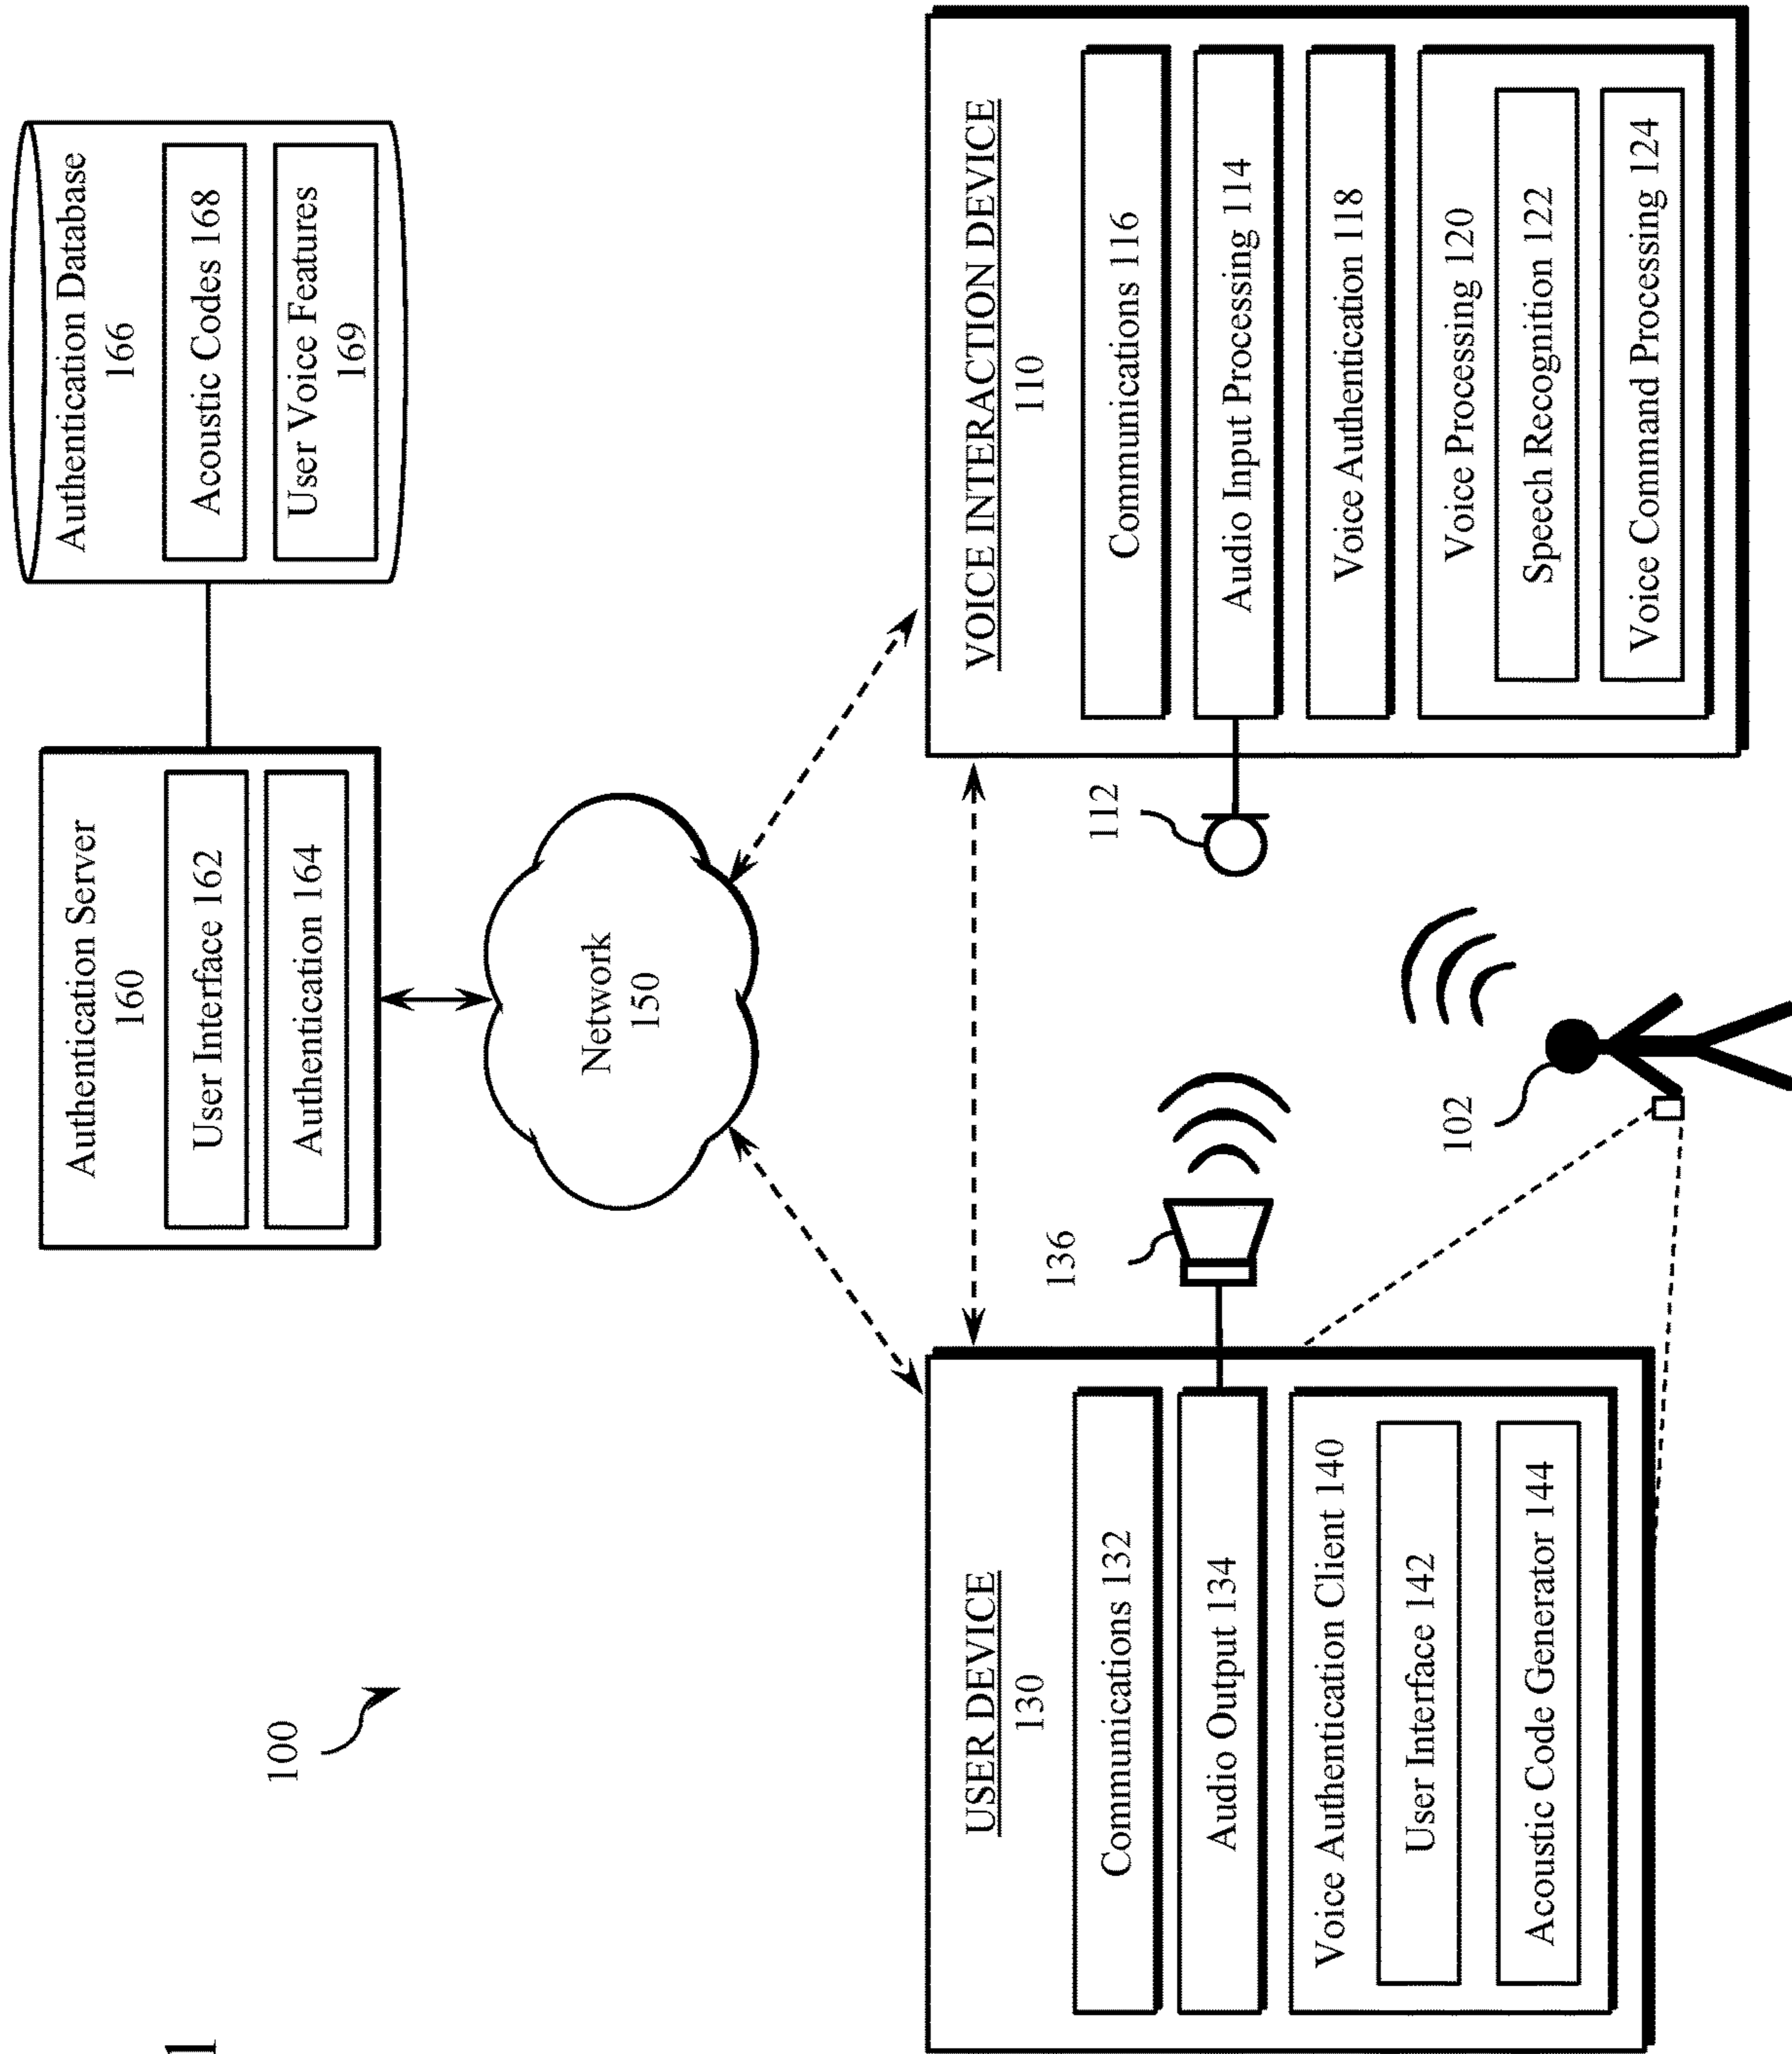 1
100
Authentication Server
160
User Interface 162
Authentication 164
Authentication Database
166
Acoustic Codes 168
User Voice Features
169
Network
150
USER DEVICE
130
Communications 132
Audio Output 134
Voice Authentication Client 140
User Interface 142
Acoustic Code Generator 144
136
102
112
VOICE INTERACTION DEVICE
110
Communications 116
Audio Input Processing 114
Voice Authentication 118
Voice Processing 120
Speech Recognition 122
Voice Command Processing 124